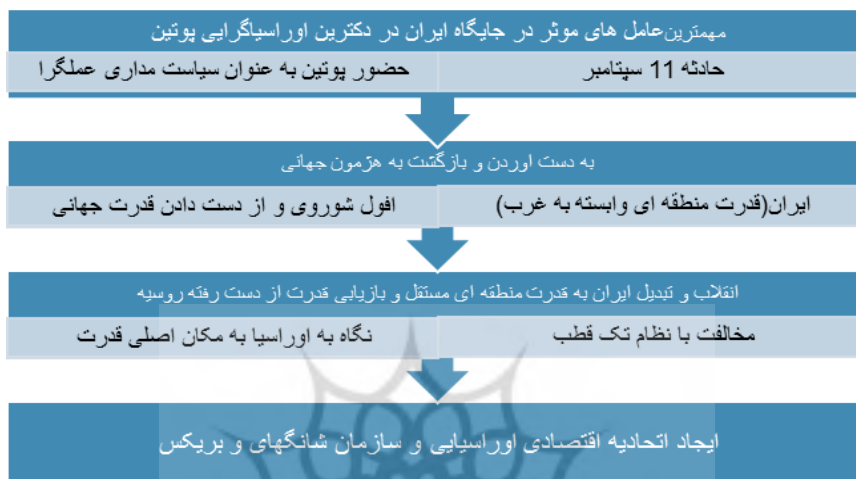 مهمترین عامل های موثر در جایگاه ایران در دکترین اوراسیاگرایی پوتین
حادثه 11 سپتامبر
حضور پوتین به عنوان سیاست مداری عملگرا
به دست اوردن و بازگشت به هژمون جهانی
ایران(قدرت منطقه ای وابسته به غرب)
افول شوروی و از دست دادن قدرت جهانی
انقلاب و تبدیل ایران به قدرت منطقه ای مستقل و بازیابی قدرت از دست رفته روسیه
مخالفت با نظام تک قطب
نگاه به اوراسیا به مکان اصلی قدرت
ایجاد اتحادیه اقتصادی اوراسیایی و سازمان شانگهای و بریکس